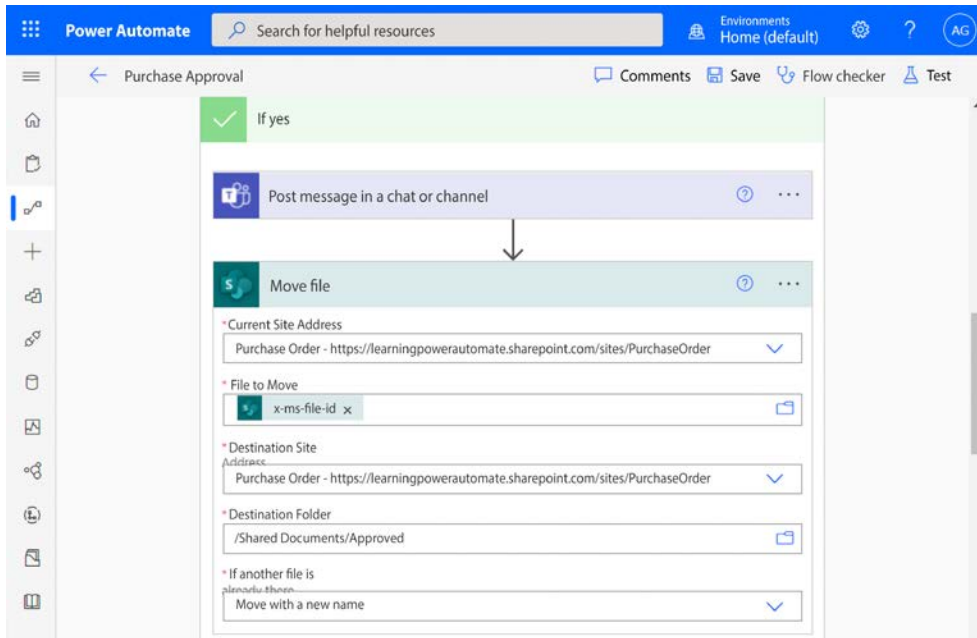 Power Automate
Search for helpful resources
Environments
Home (default)
?
AG
Purchase Approval
Comments
Save
Flow checker
Test
If yes
T
Post message in a chat or channel
?
S
Move file
?
*Current Site Address
Purchase Order - https://learningpowerautomate.sharepoint.com/sites/PurchaseOrder
* File to Move
S
x-ms-file-id x
*Destination Site
Address
Purchase Order - https://learningpowerautomate.sharepoint.com/sites/PurchaseOrder
*Destination Folder
/Shared Documents/Approved
* If another file is
already there
Move with a new name